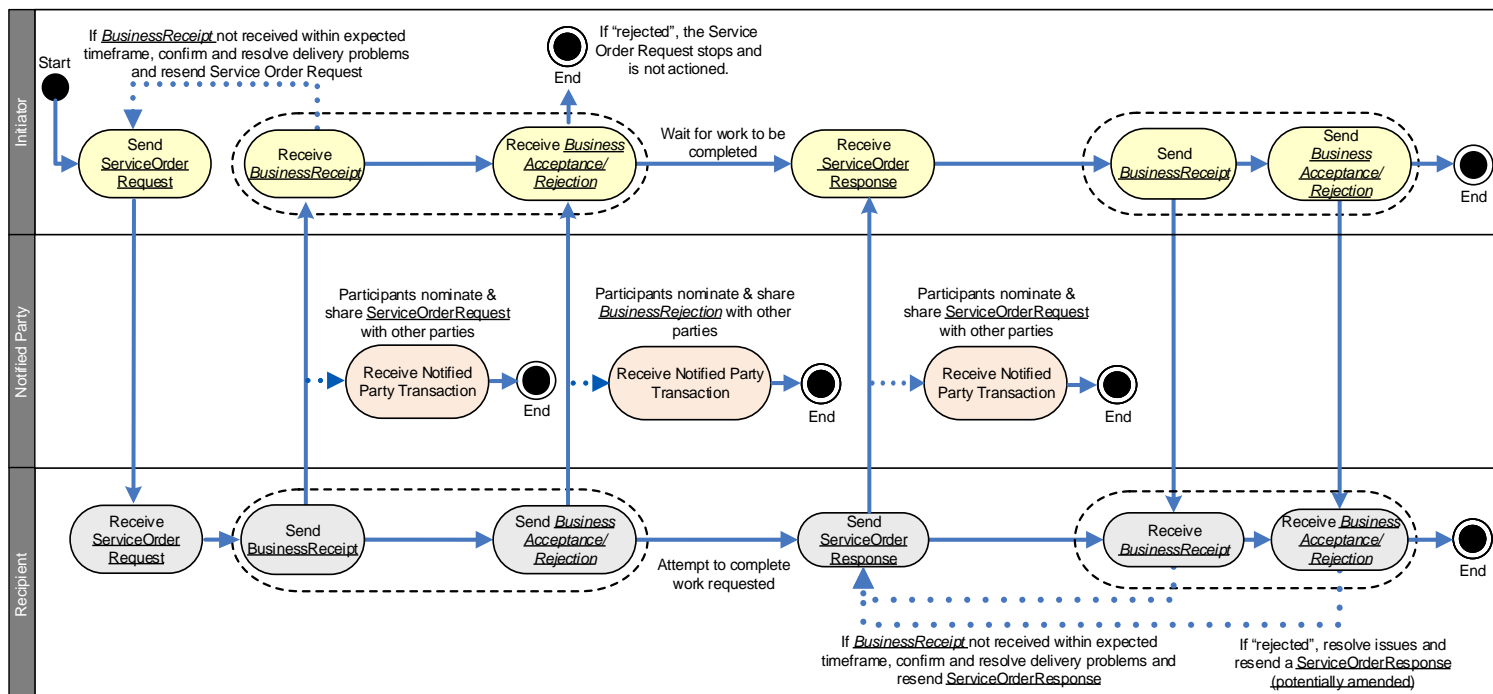 Initiator
Start
If BusinessReceipt not received within expected
timeframe, confirm and resolve delivery problems
and resend Service Order Request
If “rejected”, the Service
Order Request stops and
is not actioned.
End
Send
ServiceOrder
Request
Receive
BusinessReceipt
Receive Business
Acceptance/
Rejection
Wait for work to be
completed
Receive
ServiceOrder
Response
Send
BusinessReceipt
Send
Business
Acceptance/
Rejection
End
Notified Party
Participants nominate &
share ServiceOrderRequest
with other parties
Receive Notified
Party Transaction
End
Participants nominate & share
BusinessRejection with other
parties
Receive Notified Party
Transaction
End
Participants nominate &
share ServiceOrderRequest
with other parties
Receive Notified
Party Transaction
End
Recipient
Receive
ServiceOrder
Request
Send
BusinessReceipt
Send Business
Acceptance/
Rejection
Attempt to complete
work requested
Send
ServiceOrder
Response
Receive
BusinessReceipt
Receive Business
Acceptance/
Rejection
End
If BusinessReceipt not received within expected
timeframe, confirm and resolve delivery problems and
resend ServiceOrderResponse
If “rejected”, resolve issues and
resend a ServiceOrderResponse
(potentially amended)